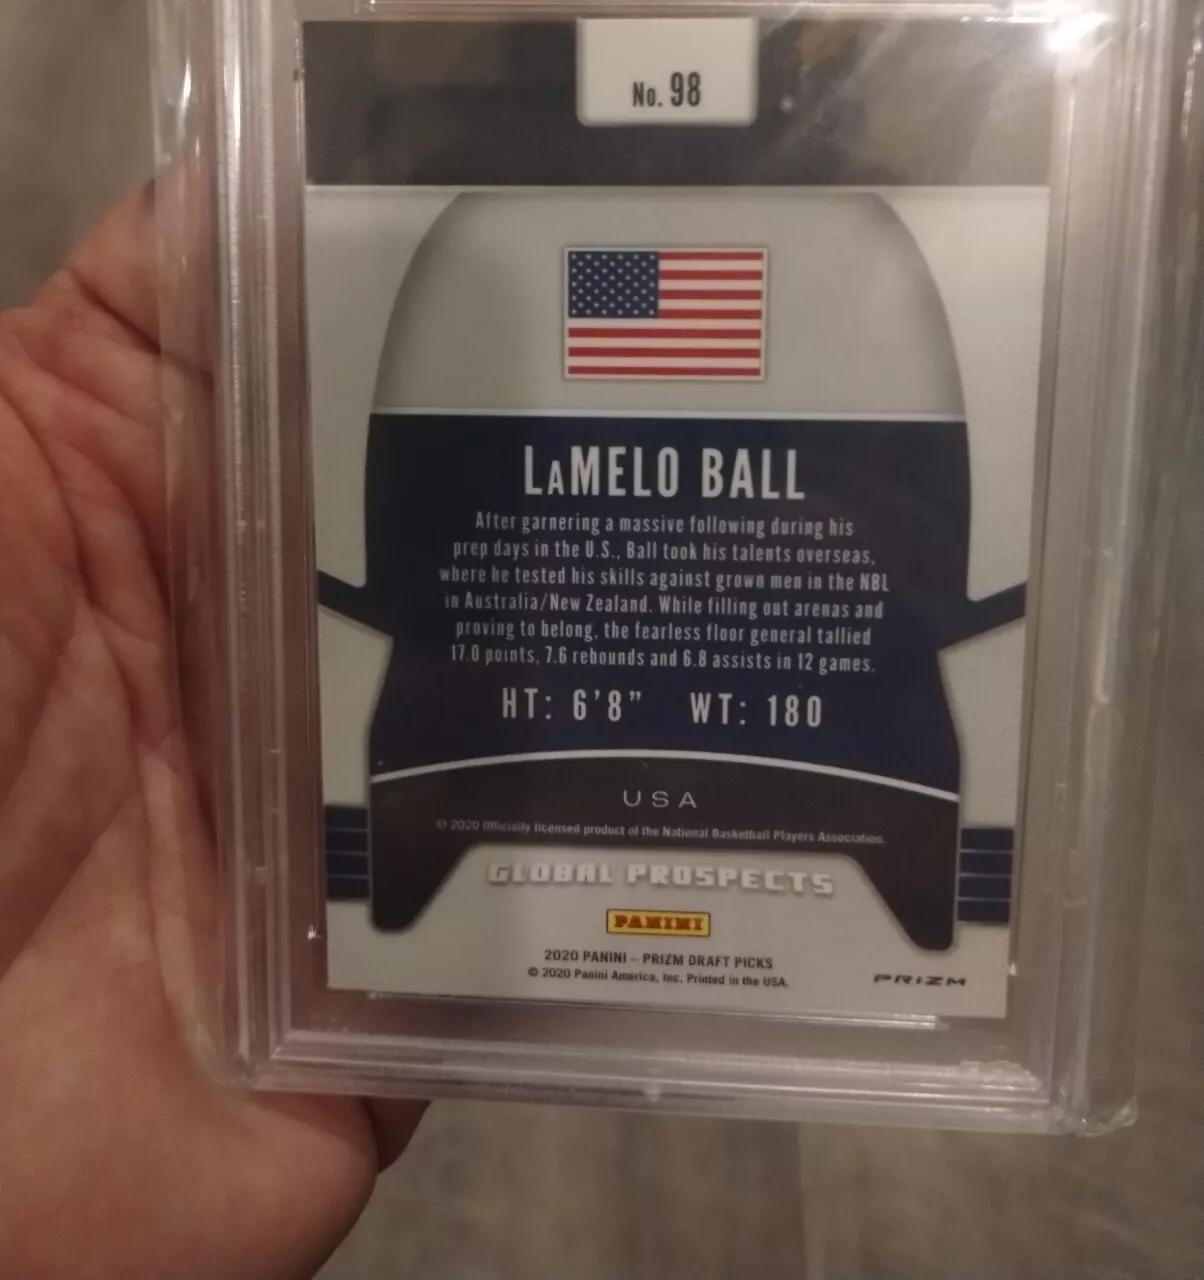 No. 98
LaMELO BALL
After garnering a massive following during his
prep days in the U.S., Ball took his talents overseas,
where he tested his skills against grown men in the NBL
in Australia/New Zealand. While filling out arenas and
proving to belong, the fearless floor general tallied
17.0 points, 7.6 rebounds and 6.8 assists in 12 games.
HT: 6'8" WT: 180
USA
© 2020 Officially licensed product of the National Basketball Players Association.
GLOBAL PROSPECTS
PANINI
2020 PANINI – PRIZM DRAFT PICKS
© 2020 Panini America, Inc. Printed in the USA.
PRIZM